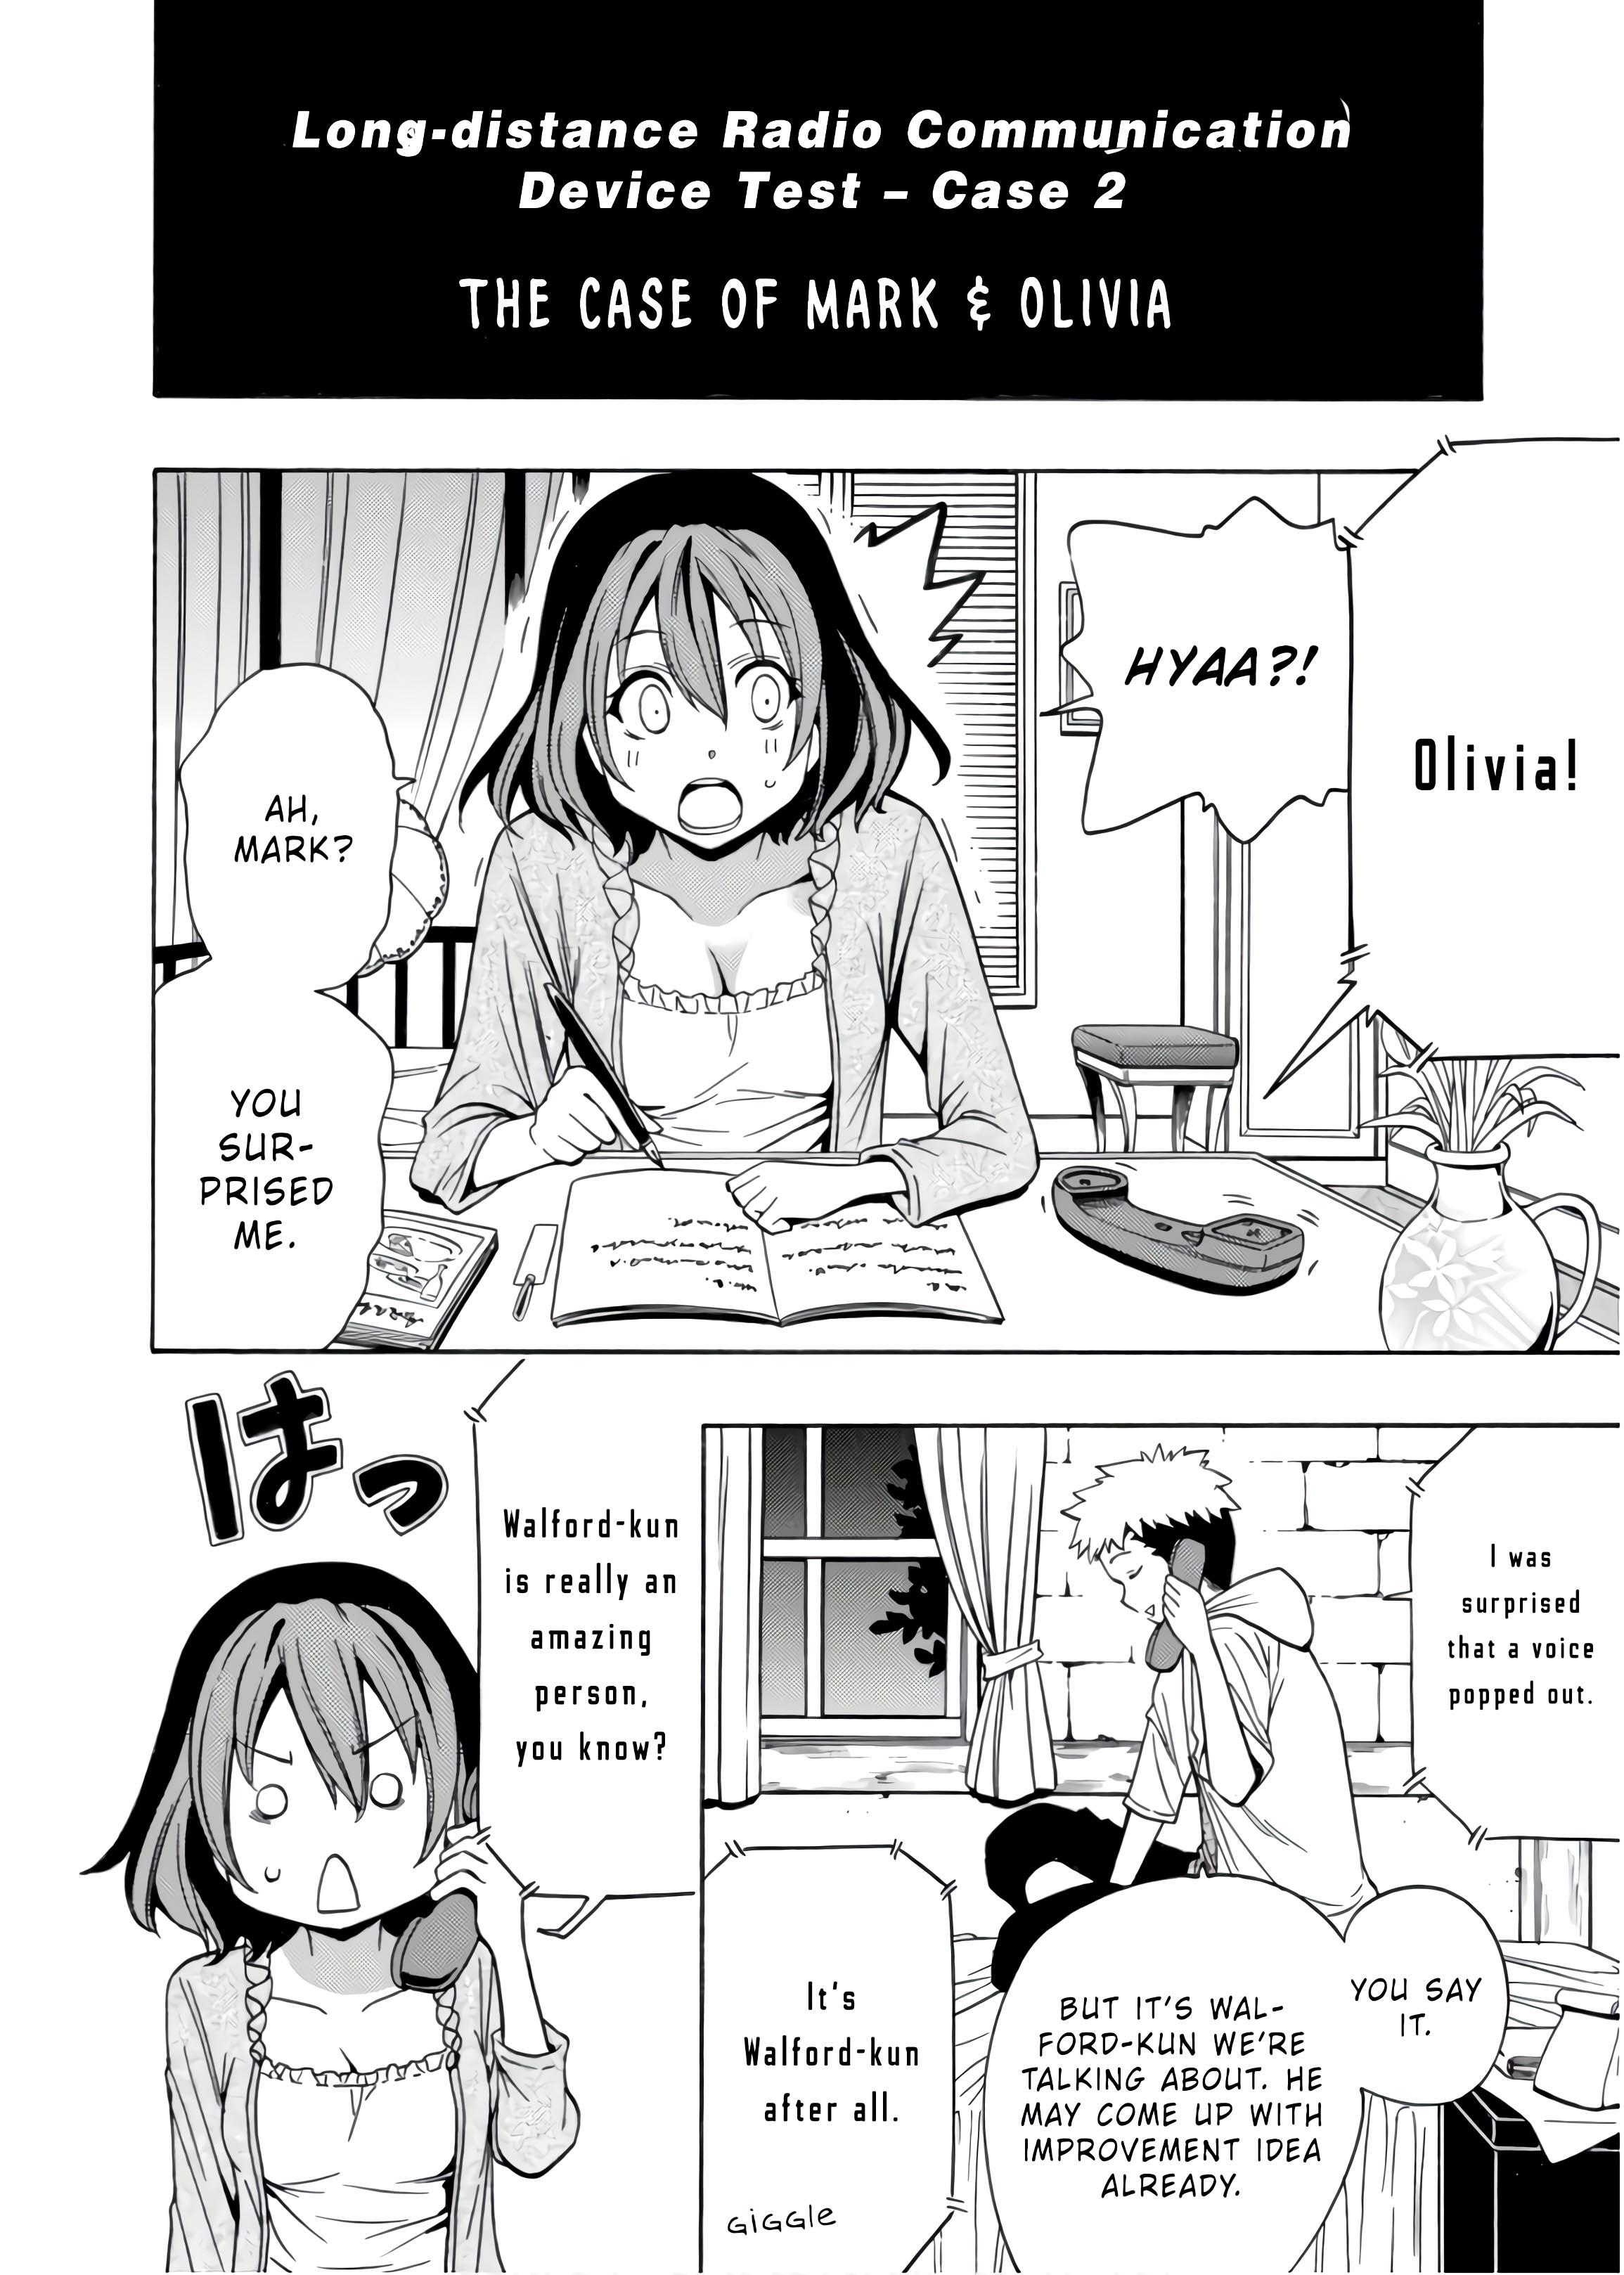 Long-distance Radio Communication
Device Test – Case 2
THE CASE OF MARK & OLIVIA
Olivia!
HYAA?!
AH,
MARK?
YOU
SUR-
PRISED
ME.
I was
surprised
that a voice
popped out.
YOU SAY
IT.
BUT IT'S WAL-
FORD-KUN WE'RE
TALKING ABOUT. HE
MAY COME UP WITH
IMPROVEMENT IDEA
ALREADY.
It's
Walford-kun
after all.
GIGGLE
Walford-kun
is really an
amazing
person,
you know?
はっ